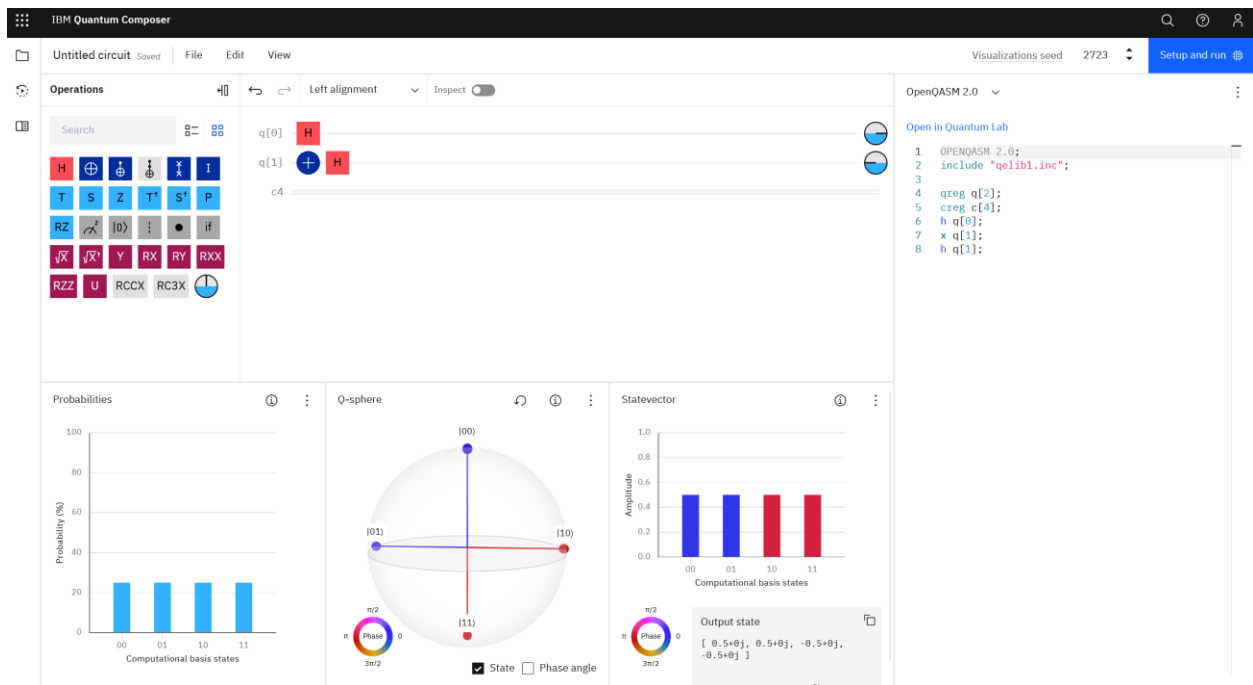 IBM Quantum Composer
Untitled circuit Saved File Edit View Visualizations seed 2723 Setup and run
Operations Left alignment Inspect
Search
H I
T S Z T† S† P
RZ z |0⟩ if
√X √X† Y RX RY RXX
RZZ U RCCX RC3X
q[0] H
q[1] + H
c4
OpenQASM 2.0
Open in Quantum Lab
1 OPENQASM 2.0;
2 include "qelib1.inc";
3
4 qreg q[2];
5 creg c[4];
6 h q[0];
7 x q[1];
8 h q[1];
Probabilities
100
80
60
40
20
0
Probability (%)
00 01 10 11
Computational basis states
Q-sphere
|00⟩
|01⟩
|10⟩
|11⟩
π/2
π Phase 0
3π/2
State Phase angle
Statevector
1.0
0.8
0.6
0.4
0.2
0.0
Amplitude
00 01 10 11
Computational basis states
π/2
π Phase 0
3π/2
Output state
[ 0.5+0j, 0.5+0j, -0.5+0j,
-0.5+0j ]